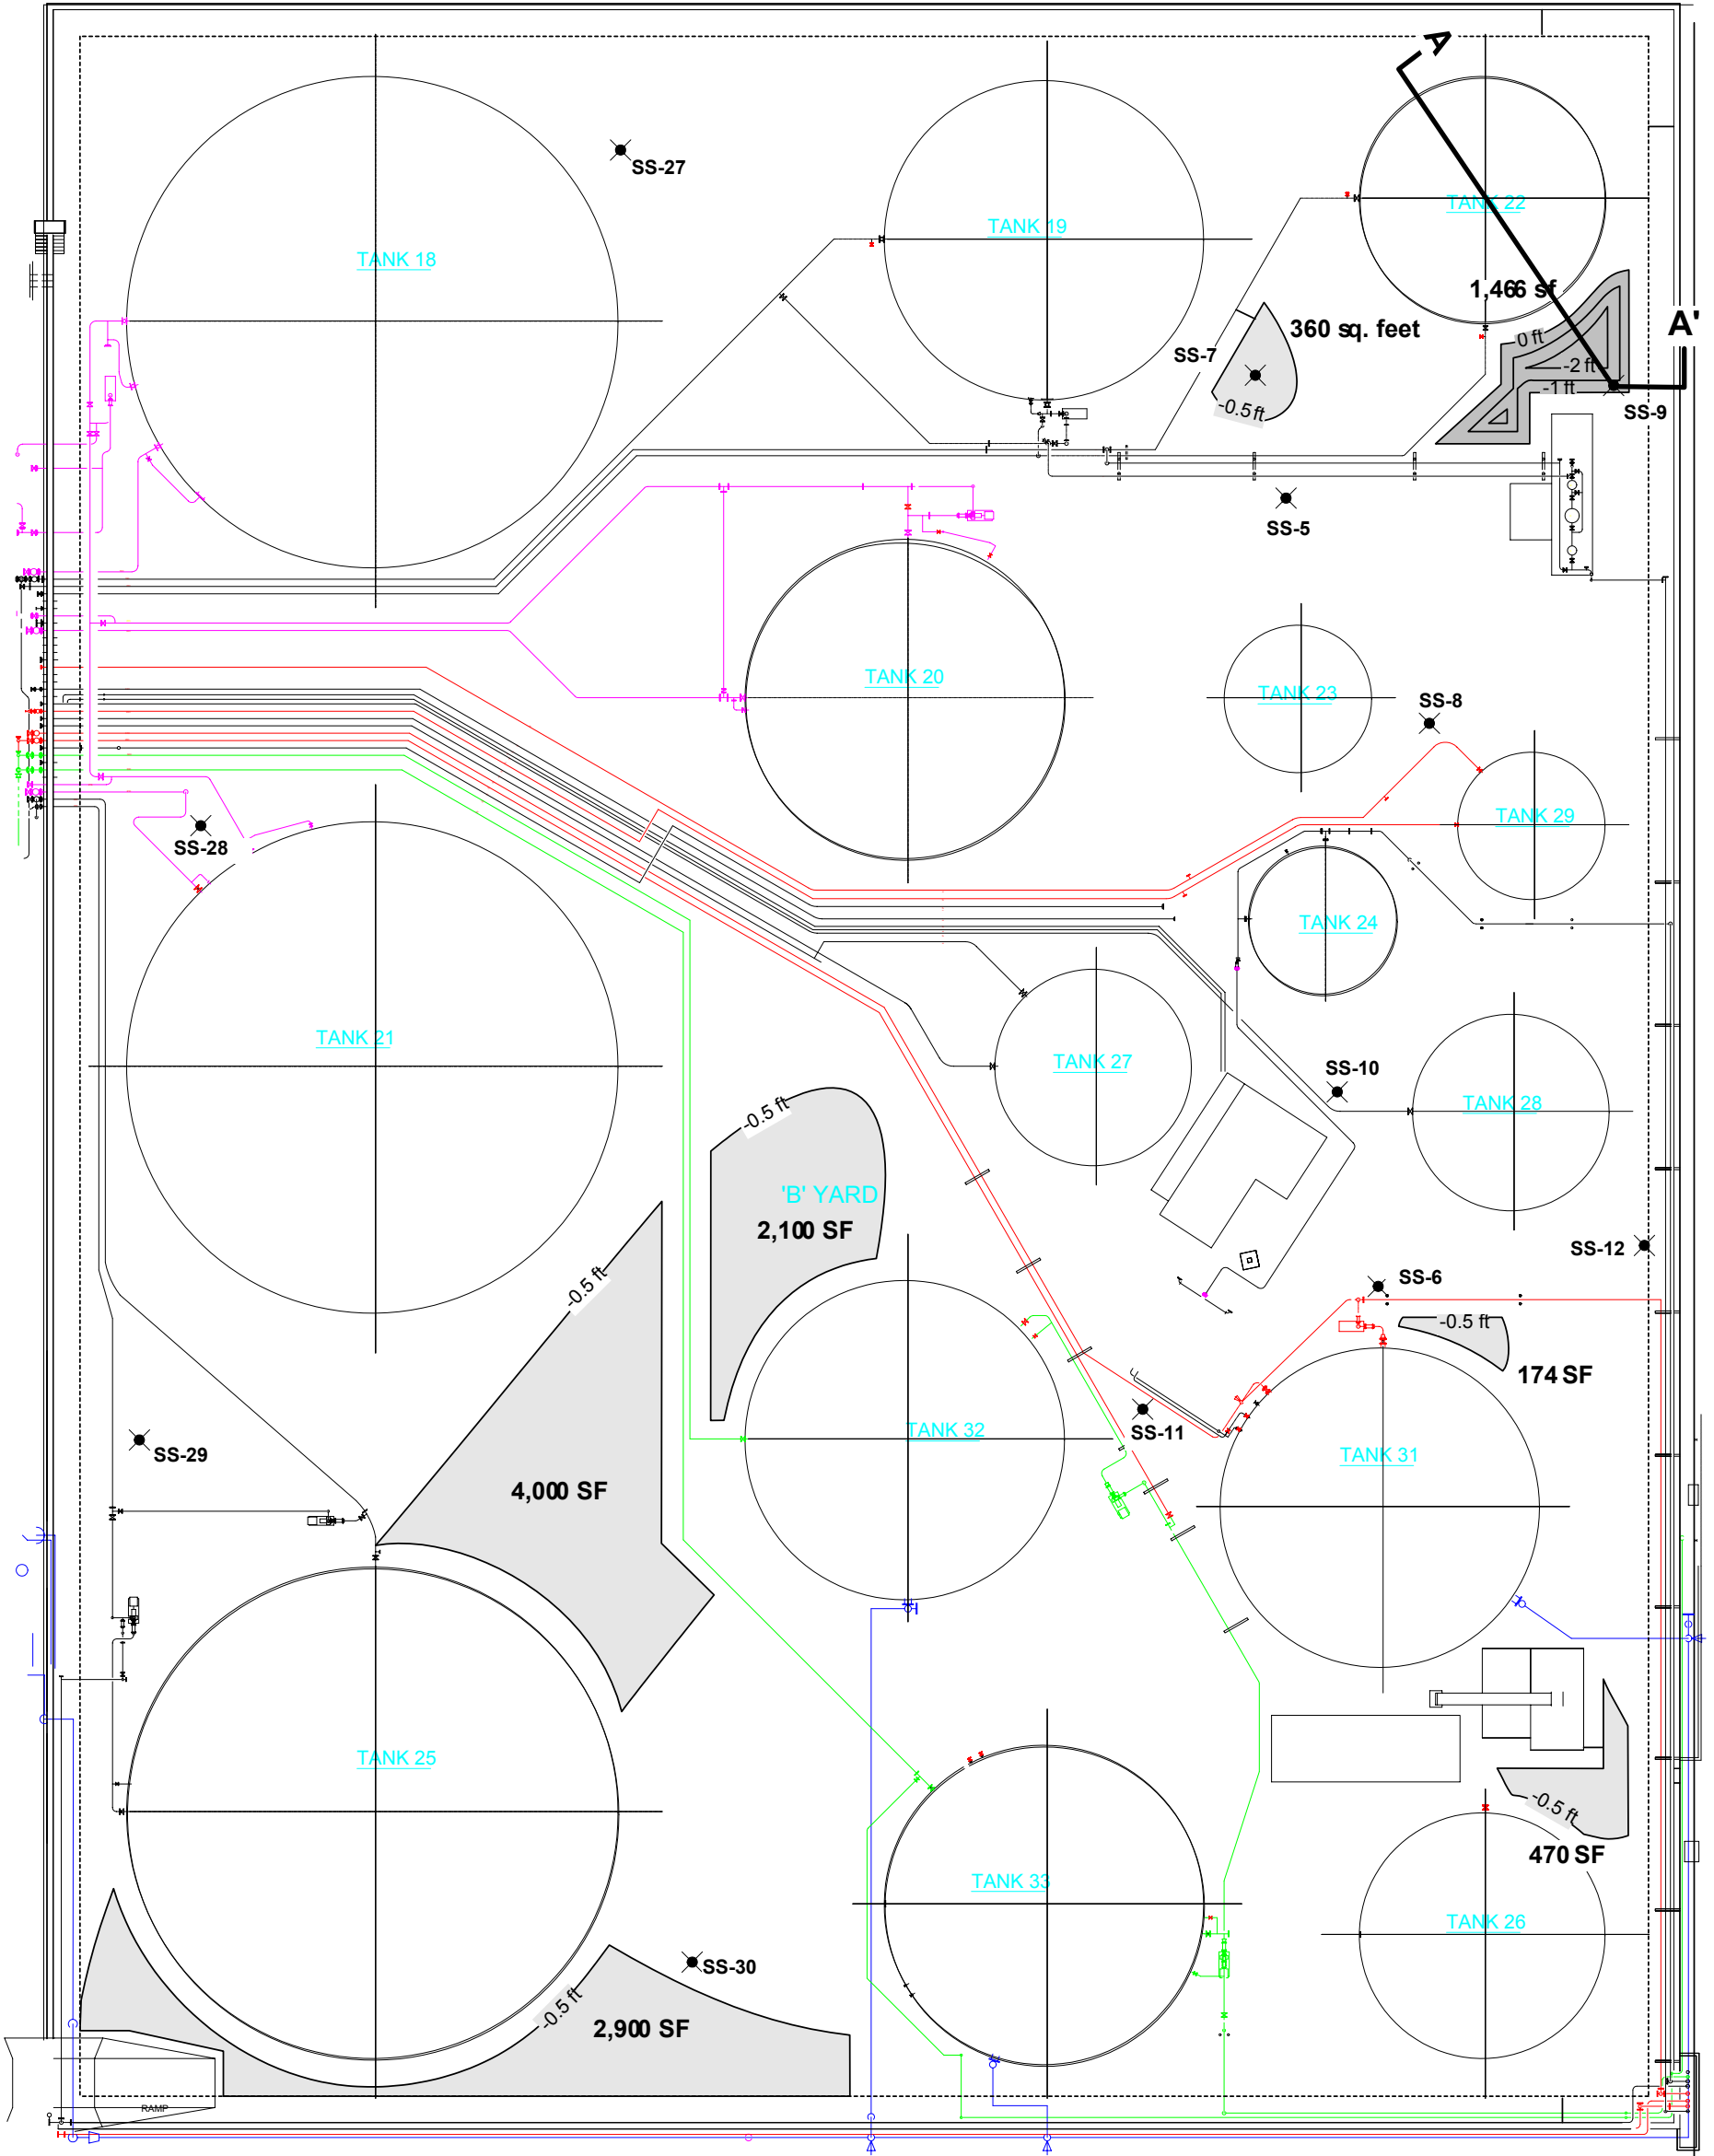 A
SS-27
TANK 22
TANK 19
TANK 18
1,466 sf
A'
360 sq. feet
0 ft
SS-7
-2 ft
-1 ft
-0.5 ft
SS-9
SS-5
TANK 20
TANK 23
SS-8
TANK 29
SS-28
TANK 24
TANK 21
TANK 27
SS-10
TANK 28
-0.5 ft
'B' YARD
2,100 SF
SS-12
-0.5 ft
SS-6
-0.5 ft
174 SF
SS-11
TANK 32
SS-29
TANK 31
4,000 SF
TANK 25
-0.5 ft
470 SF
TANK 33
TANK 26
SS-30
-0.5 ft
2,900 SF
RAMP